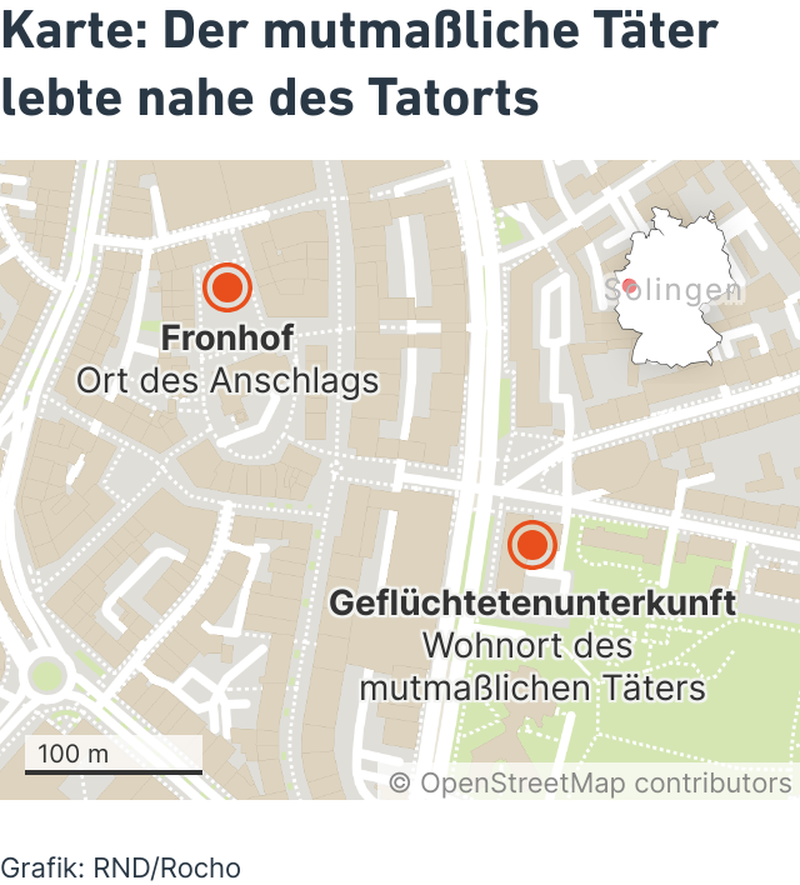 Karte: Der mutmaßliche Täter
lebte nahe des Tatorts
Solingen
Fronhof
Ort des Anschlags
Geflüchtetenunterkunft
Wohnort des
mutmaßlichen Täters
100 m
© OpenStreetMap contributors
Grafik: RND/Rocho